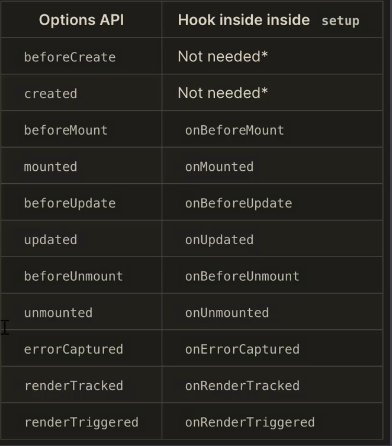 Options API Hook inside inside setup
beforeCreate Not needed*
created Not needed*
beforeMount onBeforeMount
mounted onMounted
beforeUpdate onBeforeUpdate
updated onUpdated
beforeUnmount onBeforeUnmount
unmounted onUnmounted
errorCaptured onErrorCaptured
renderTracked onRenderTracked
renderTriggered onRenderTriggered